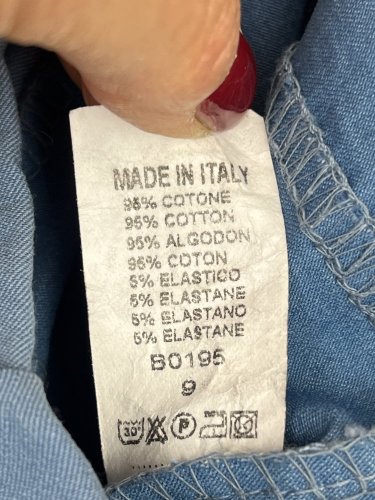 MADE IN ITALY
95% COTONE
95% COTTON
95% ALGODON
95% COTON
5% ELASTICO
5% ELASTANE
5% ELASTANO
5% ELASTANE
B0195
9
30° P